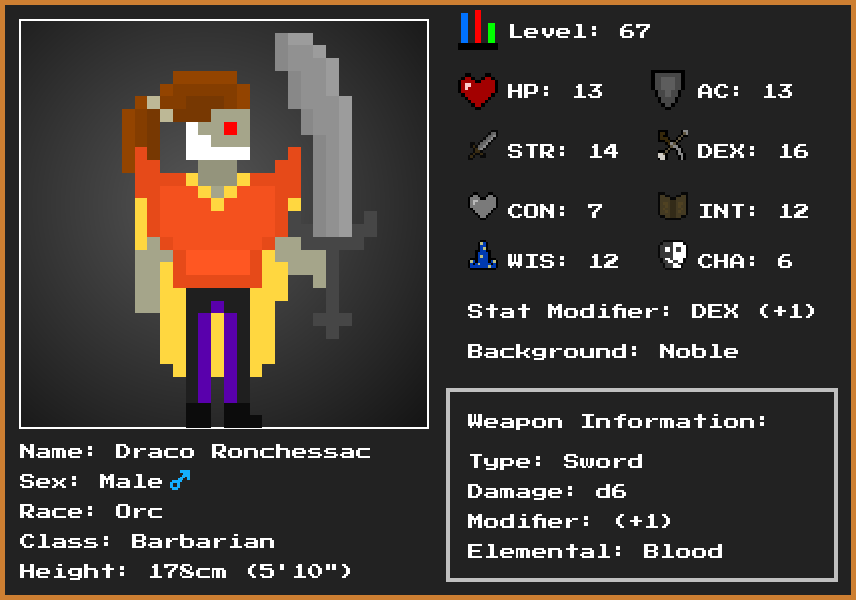 Level: 67
HP: 13
AC: 13
STR: 14
DEX: 16
CON: 7
INT: 12
WIS: 12
CHA: 6
Stat Modifier: DEX (+1)
Background: Noble
Weapon Information:
Type: Sword
Damage: d6
Modifier: (+1)
Elemental: Blood
Name: Draco Ronchessac
Sex: Male ♂
Race: Orc
Class: Barbarian
Height: 178cm (5'10")